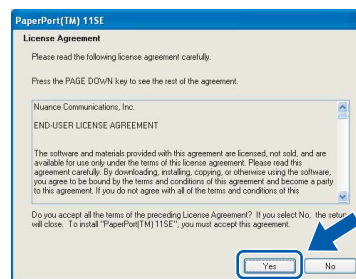 PaperPort(TM) 11SE
License Agreement
Please read the following license agreement carefully.
Press the PAGE DOWN key to see the rest of the agreement.
Nuance Communications, Inc.
END-USER LICENSE AGREEMENT
The software and materials provided with this agreement are licensed, not sold, and are
available for use only under the terms of this license agreement. Please read this
agreement carefully. By downloading, installing, copying, or otherwise using the software,
you agree to be bound by the terms and conditions of this agreement and become a party
to this agreement. If you do not agree with all of the terms and conditions of this
Do you accept all the terms of the preceding License Agreement? If you select No, the setup
will close. To install "PaperPort(TM) 11SE", you must accept this agreement.
Yes
No